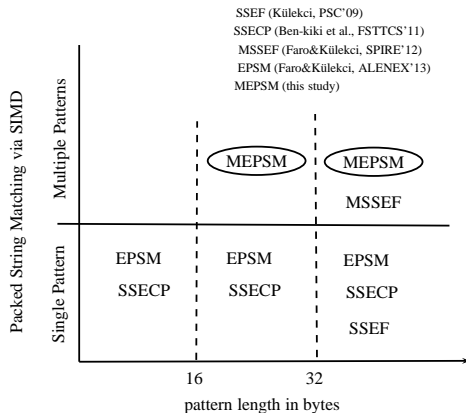 SSEF (Külekci, PSC'09)
SSECP (Ben-kiki et al., FSTTCS'11)
MSSEF (Faro&Külekci, SPIRE'12)
EPSM (Faro&Külekci, ALENEX'13)
MEPSM (this study)
Packed String Matching via SIMD
Multiple Patterns
MEPSM
MEPSM
MSSEF
Single Pattern
EPSM
EPSM
EPSM
SSECP
SSECP
SSECP
SSEF
16
32
pattern length in bytes